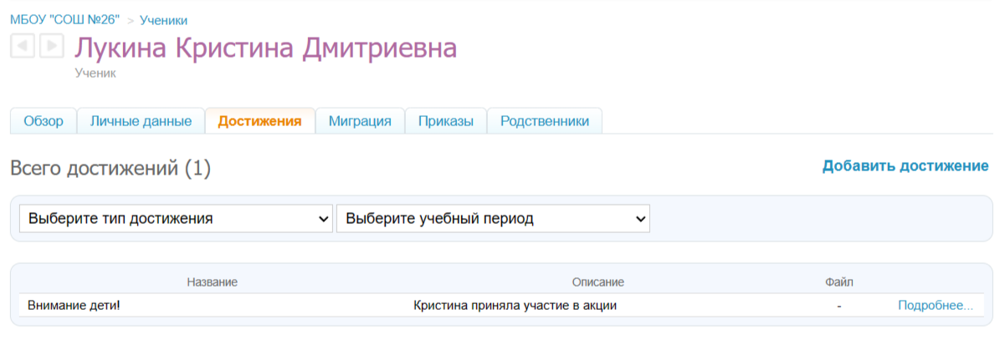 МБОУ "СОШ №26" > Ученики
Лукина Кристина Дмитриевна
Ученик
Обзор Личные данные Достижения Миграция Приказы Родственники
Всего достижений (1) Добавить достижение
Выберите тип достижения Выберите учебный период
Название Описание Файл
Внимание дети! Кристина приняла участие в акции - Подробнее...